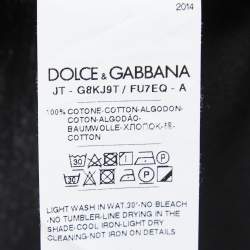 2014
DOLCE & GABBANA
JT - G8KJ9T / FU7EQ - A
100% COTONE-COTTON-ALGODON-
COTON-ALGODÃO-
BAUMWOLLE-ХЛОПОК-棉-
COTTON
30
LIGHT WASH IN WAT.30°-NO BLEACH
-NO TUMBLER-LINE DRYING IN THE
SHADE-COOL IRON-LIGHT DRY
CLEANING-NOT IRON ON DETAILS